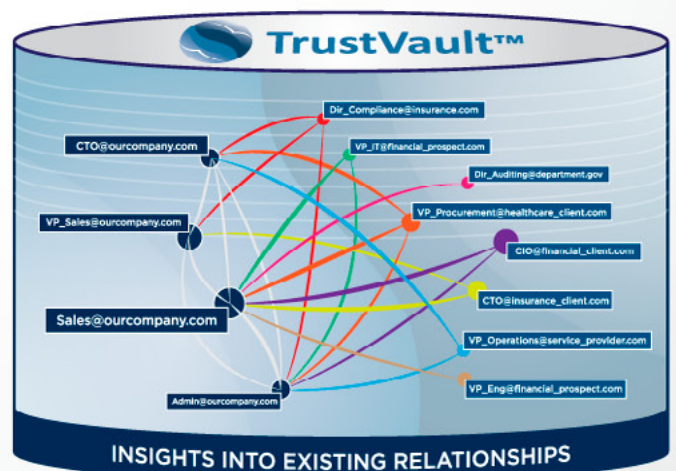 TrustVault™
Dir_Compliance@insurance.com
CTO@ourcompany.com
VP_IT@financial_prospect.com
Dir_Auditing@department.gov
VP_Sales@ourcompany.com
VP_Procurement@healthcare_client.com
CIO@financial_client.com
CTO@insurance_client.com
Sales@ourcompany.com
VP_Operations@service_provider.com
VP_Eng@financial_prospect.com
Admin@ourcompany.com
INSIGHTS INTO EXISTING RELATIONSHIPS